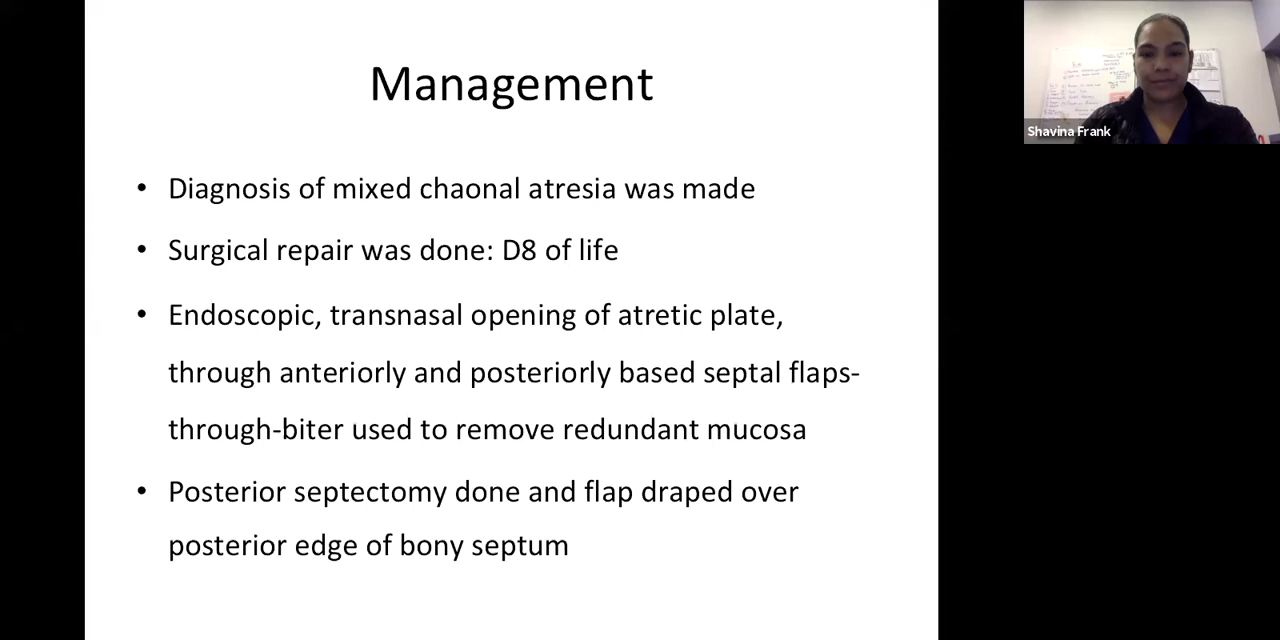 Management
• Diagnosis of mixed chaonal atresia was made
• Surgical repair was done: D8 of life
• Endoscopic, transnasal opening of atretic plate,
through anteriorly and posteriorly based septal flaps-
through-biter used to remove redundant mucosa
• Posterior septectomy done and flap draped over
posterior edge of bony septum
Shavina Frank